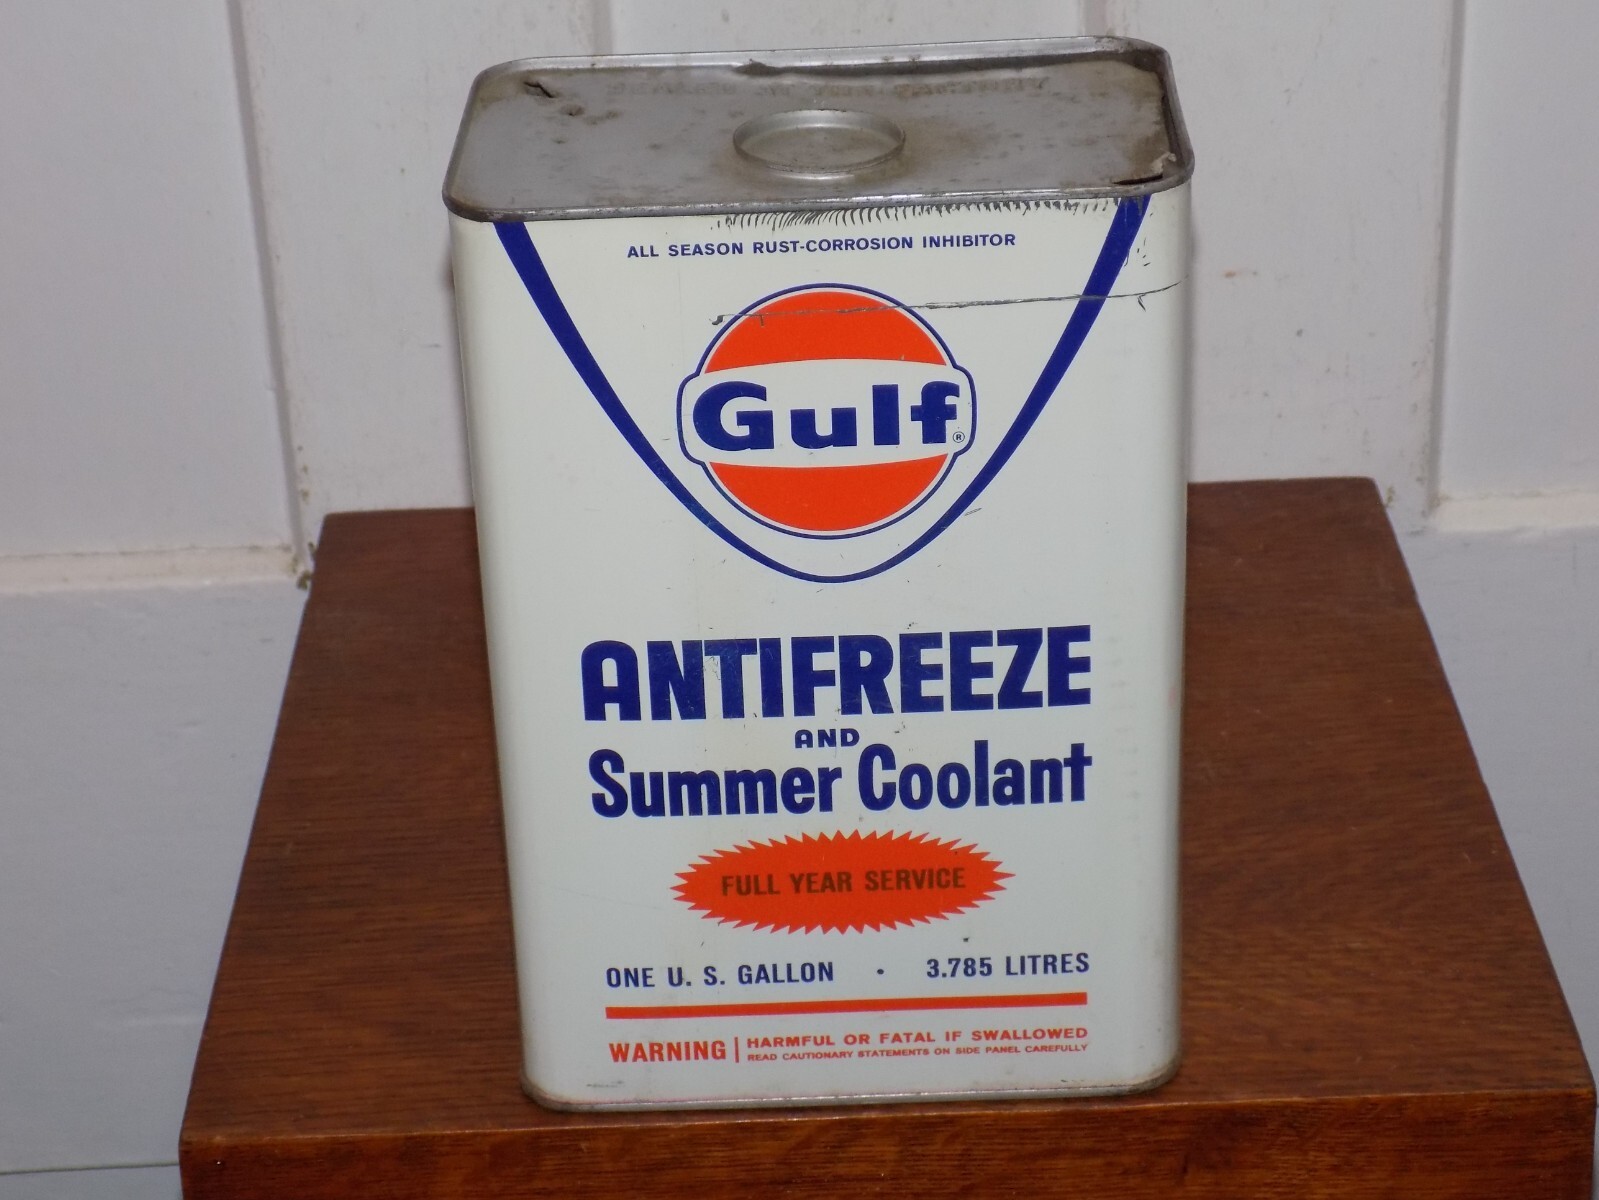 ALL SEASON RUST-CORROSION INHIBITOR
Gulf®
ANTIFREEZE
AND
Summer Coolant
FULL YEAR SERVICE
ONE U. S. GALLON · 3.785 LITRES
WARNING | HARMFUL OR FATAL IF SWALLOWED
READ CAUTIONARY STATEMENTS ON SIDE PANEL CAREFULLY